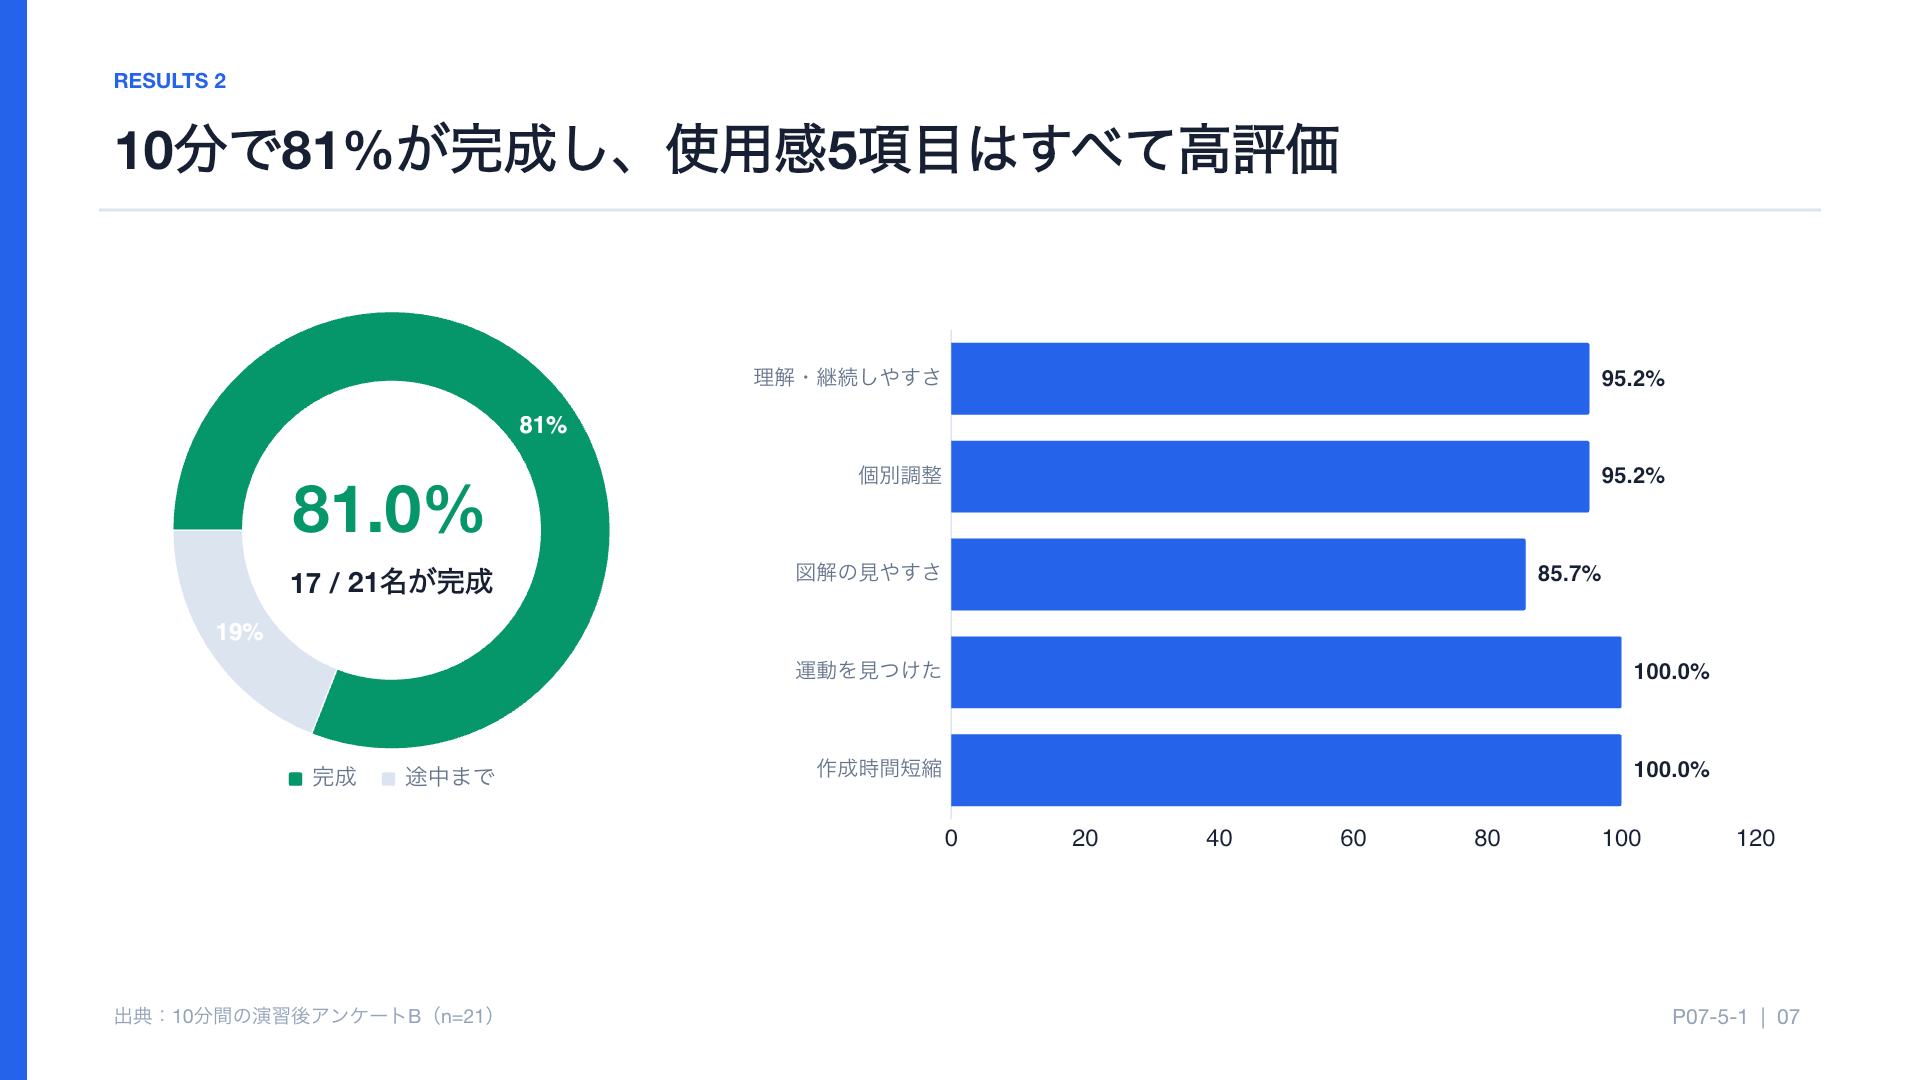 RESULTS 2
10分で81%が完成し、使用感5項目はすべて高評価
81%
81.0%
17 / 21名が完成
19%
完成
途中まで
理解・継続しやすさ
95.2%
個別調整
95.2%
図解の見やすさ
85.7%
運動を見つけた
100.0%
作成時間短縮
100.0%
0 20 40 60 80 100 120
出典：10分間の演習後アンケートB（n=21）
P07-5-1 | 07